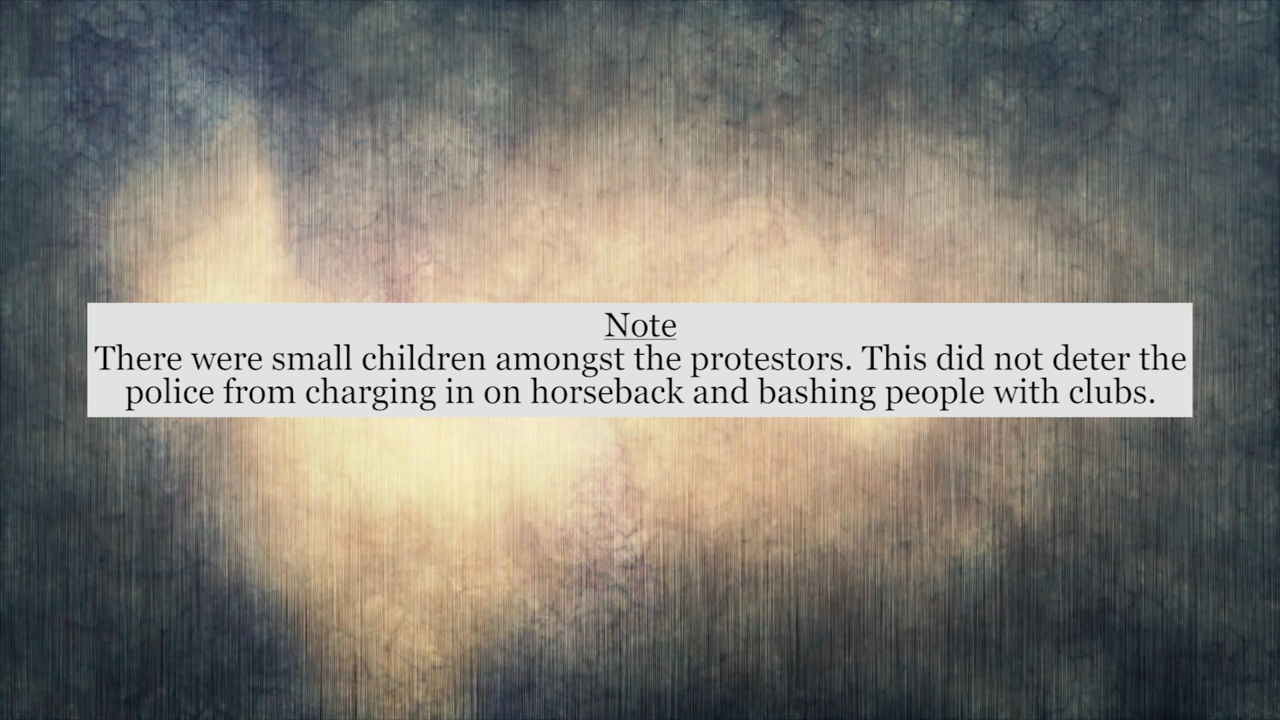 Note
There were small children amongst the protestors. This did not deter the
police from charging in on horseback and bashing people with clubs.